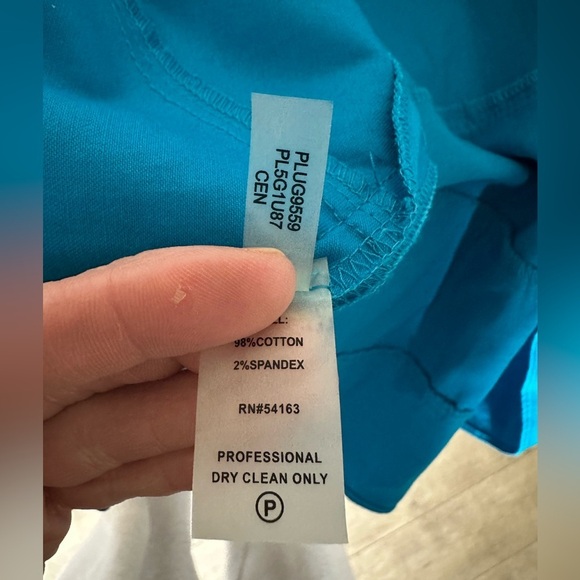 PLUG9559
PL5G1U87
CEN
98%COTTON
2%SPANDEX
RN#54163
PROFESSIONAL
DRY CLEAN ONLY
P